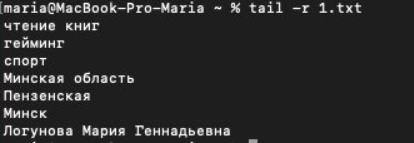 [maria@MacBook-Pro-Maria ~ % tail -r 1.txt
чтение книг
гейминг
спорт
Минская область
Пензенская
Минск
Логунова Мария Геннадьевна